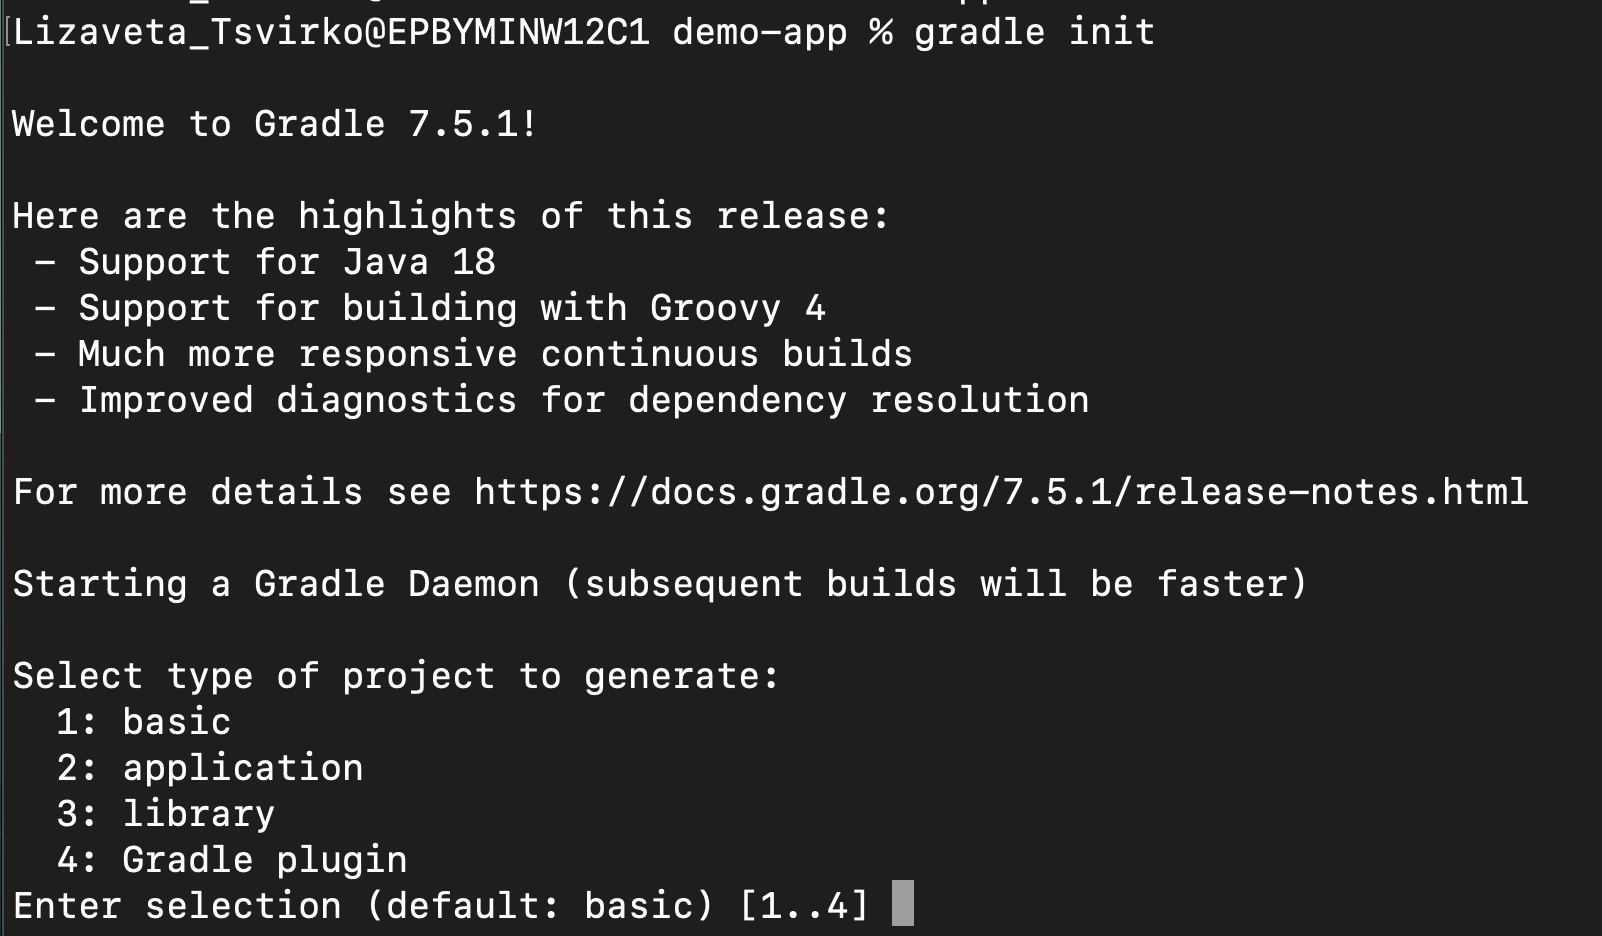 [Lizaveta_Tsvirko@EPBYMINW12C1 demo-app % gradle init
Welcome to Gradle 7.5.1!
Here are the highlights of this release:
 - Support for Java 18
 - Support for building with Groovy 4
 - Much more responsive continuous builds
 - Improved diagnostics for dependency resolution
For more details see https://docs.gradle.org/7.5.1/release-notes.html
Starting a Gradle Daemon (subsequent builds will be faster)
Select type of project to generate:
  1: basic
  2: application
  3: library
  4: Gradle plugin
Enter selection (default: basic) [1..4]